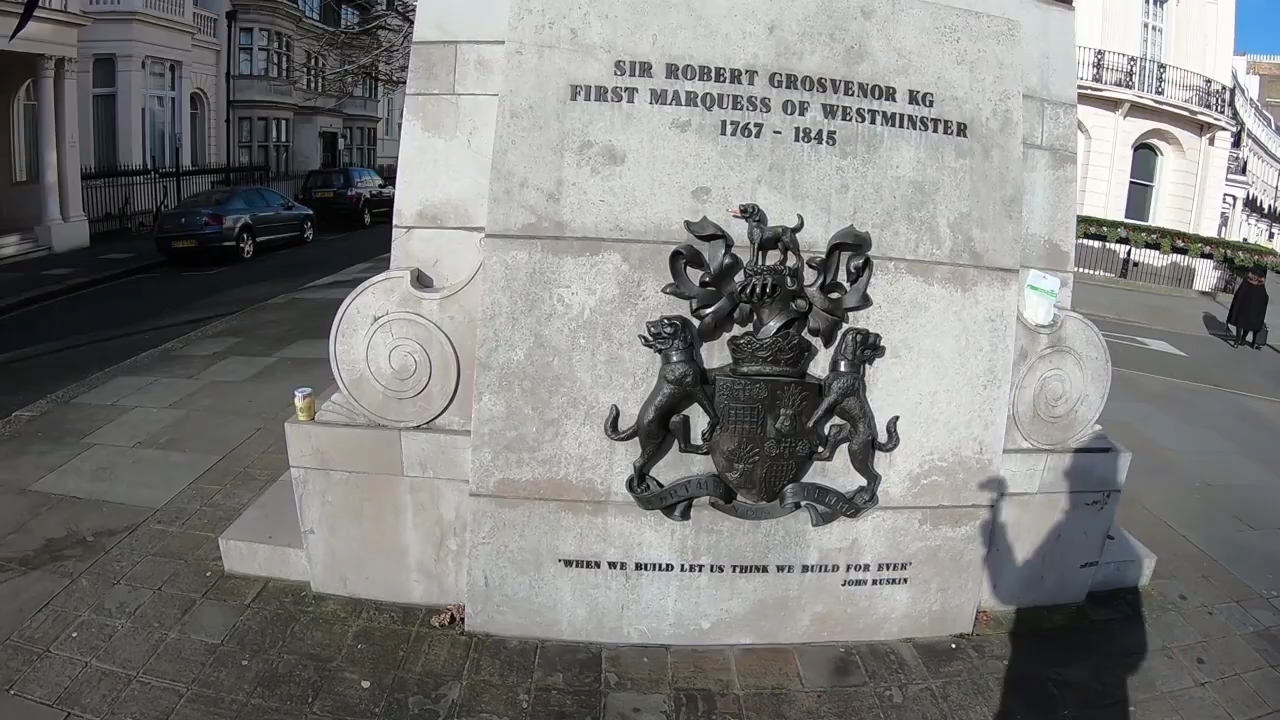 SIR ROBERT GROSVENOR KG
FIRST MARQUESS OF WESTMINSTER
1767 - 1845
'WHEN WE BUILD LET US THINK WE BUILD FOR EVER'
JOHN RUSKIN